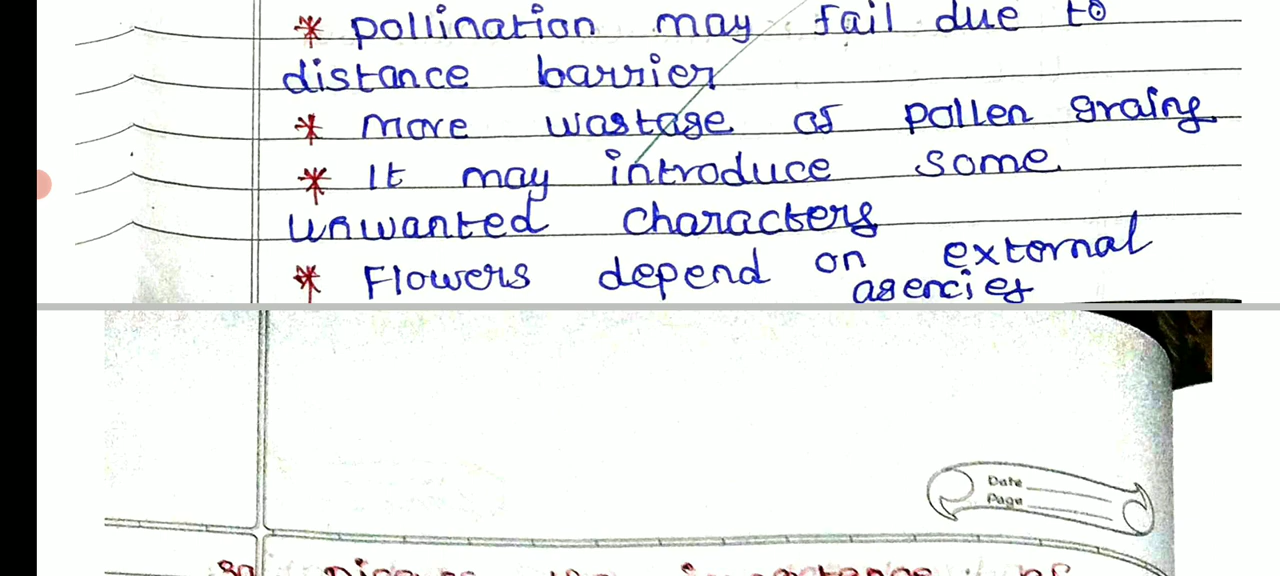 * pollination may fail due to
distance barrier
* More wastage of pollen grains
* It may introduce some
unwanted characters
* Flowers depend on external
agencies
Date
Page